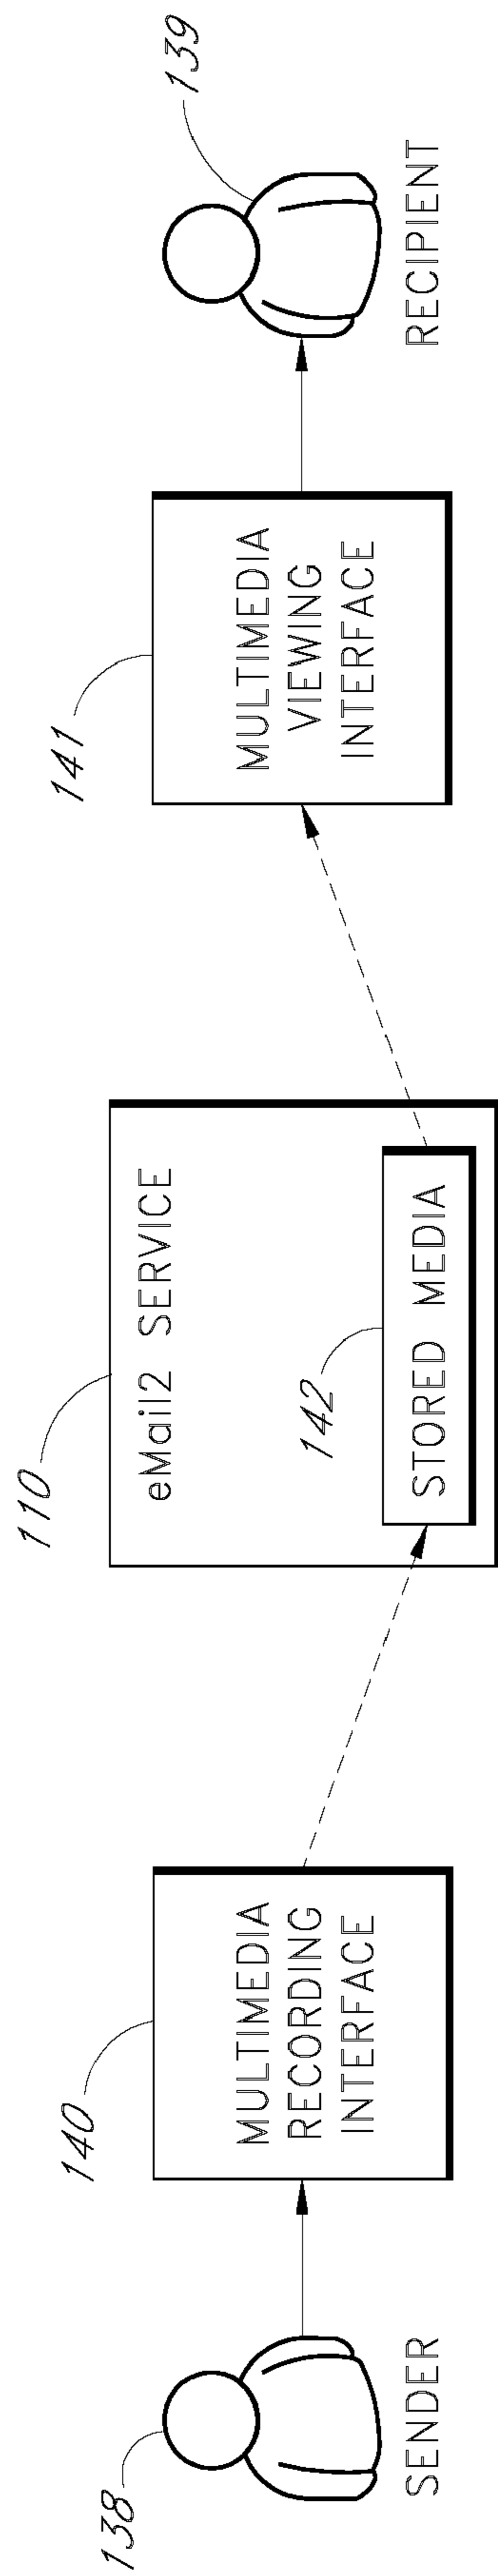 138
SENDER
140
MULTIMEDIA
RECORDING
INTERFACE
110
eMail2 SERVICE
142
STORED MEDIA
141
MULTIMEDIA
VIEWING
INTERFACE
139
RECIPIENT